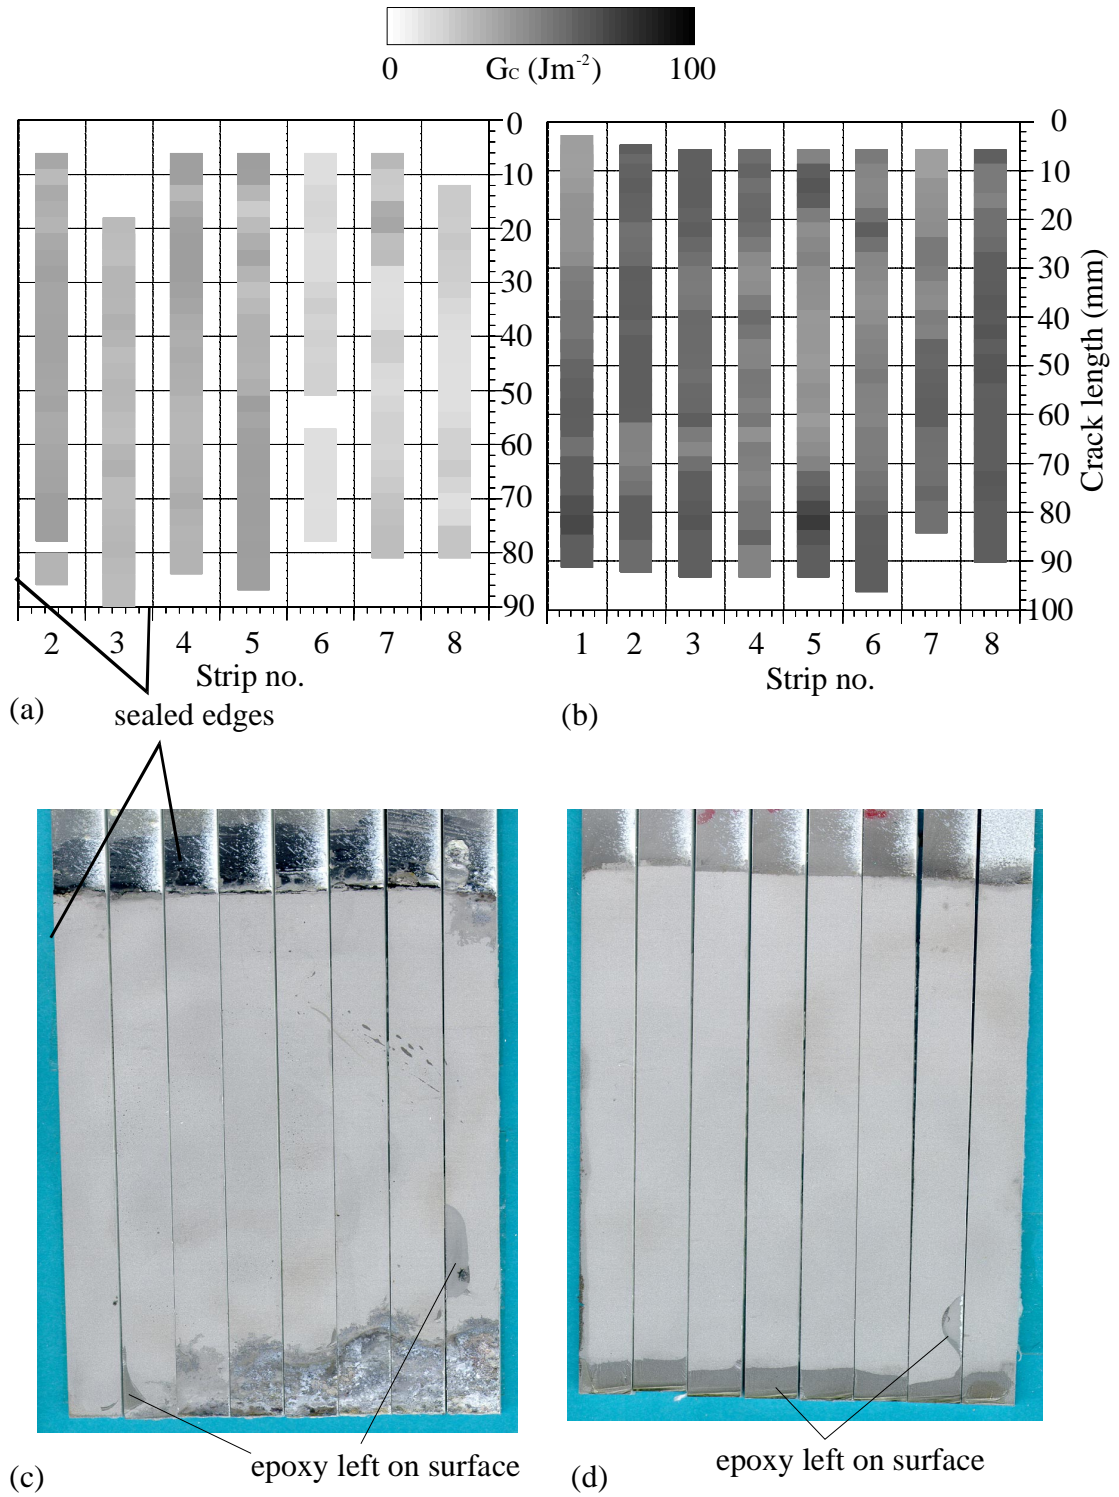 0 G_C (Jm^-2) 100
0
10
20
30
40
50
60
70
80
90
2 3 4 5 6 7 8
Strip no.
(a)
sealed edges
0
10
20
30
40
50
60
70
80
90
100
Crack length (mm)
1 2 3 4 5 6 7 8
Strip no.
(b)
epoxy left on surface
(c)
epoxy left on surface
(d)